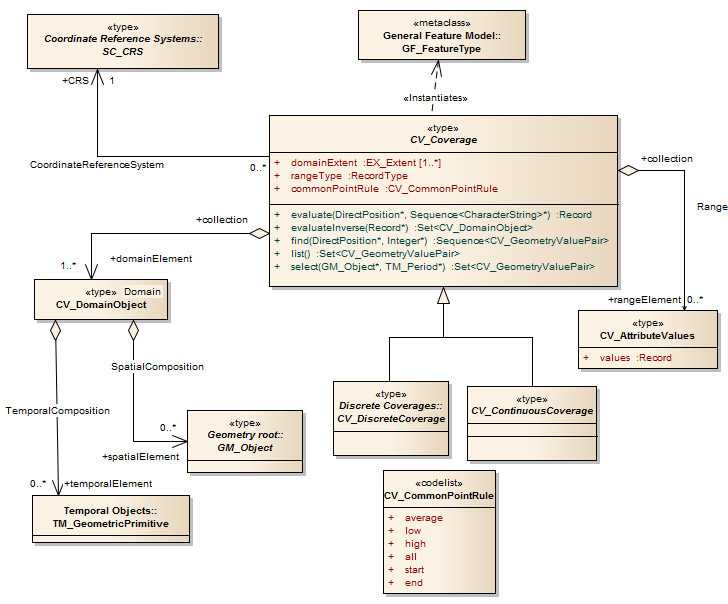 «type»
Coordinate Reference Systems::
SC_CRS
«metaclass»
General Feature Model::
GF_FeatureType
+CRS
1
«Instantiates»
«type»
CV_Coverage
+ domainExtent :EX_Extent [1..*]
+ rangeType :RecordType
+ commonPointRule :CV_CommonPointRule
+ evaluate(DirectPosition*, Sequence<CharacterString>*) :Record
+ evaluateInverse(Record*) :Set<CV_DomainObject>
+ find(DirectPosition*, Integer*) :Sequence<CV_GeometryValuePair>
+ list() :Set<CV_GeometryValuePair>
+ select(GM_Object*, TM_Period*) :Set<CV_GeometryValuePair>
CoordinateReferenceSystem
0..*
+collection
Range
+collection
+domainElement
1..*
«type» Domain
CV_DomainObject
+rangeElement
0..*
«type»
CV_AttributeValues
+ values :Record
SpatialComposition
TemporalComposition
«type»
Discrete Coverages::
CV_DiscreteCoverage
«type»
CV_ContinuousCoverage
0..*
+spatialElement
«type»
Geometry root::
GM_Object
0..*
+temporalElement
Temporal Objects::
TM_GeometricPrimitive
«codelist»
CV_CommonPointRule
+ average
+ low
+ high
+ all
+ start
+ end